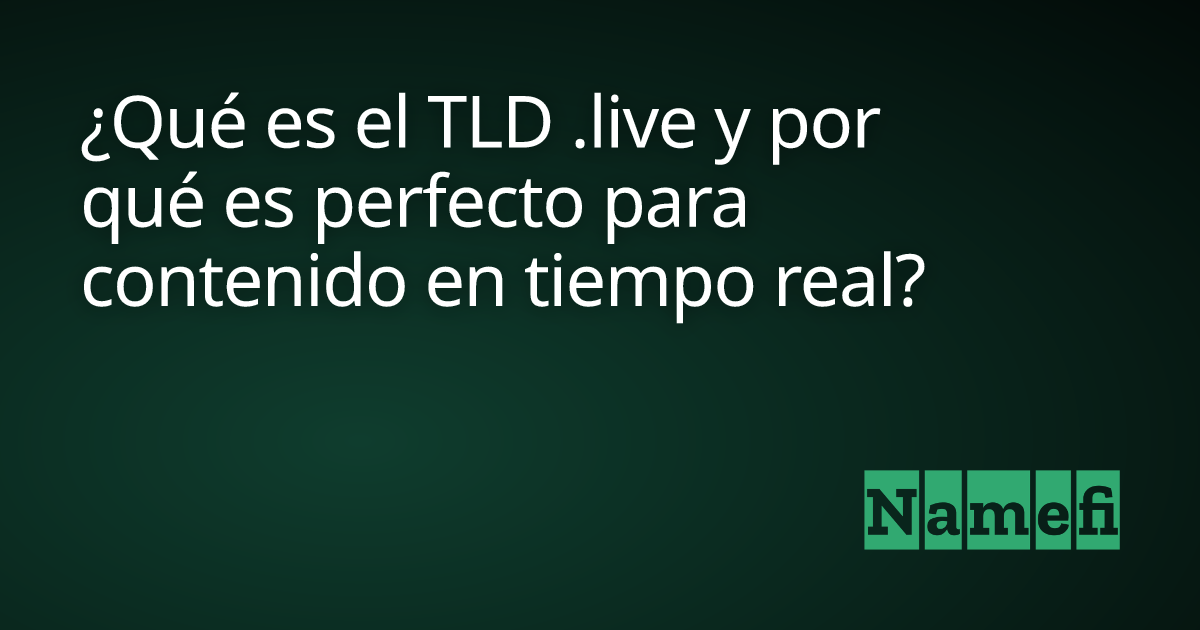 ¿Qué es el TLD .live y por
qué es perfecto para
contenido en tiempo real?
Namefi